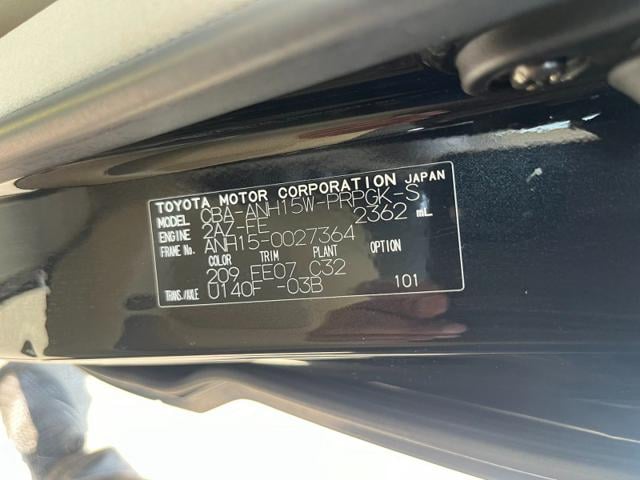 TOYOTA MOTOR CORPORATION JAPAN
MODEL CBA-ANH15W-PRPGK-S
ENGINE 2AZ-FE 2362 mL
FRAME No. ANH15-0027364
COLOR TRIM PLANT OPTION
209 FE07 C32
TRANS./AXLE U140F -03B 101